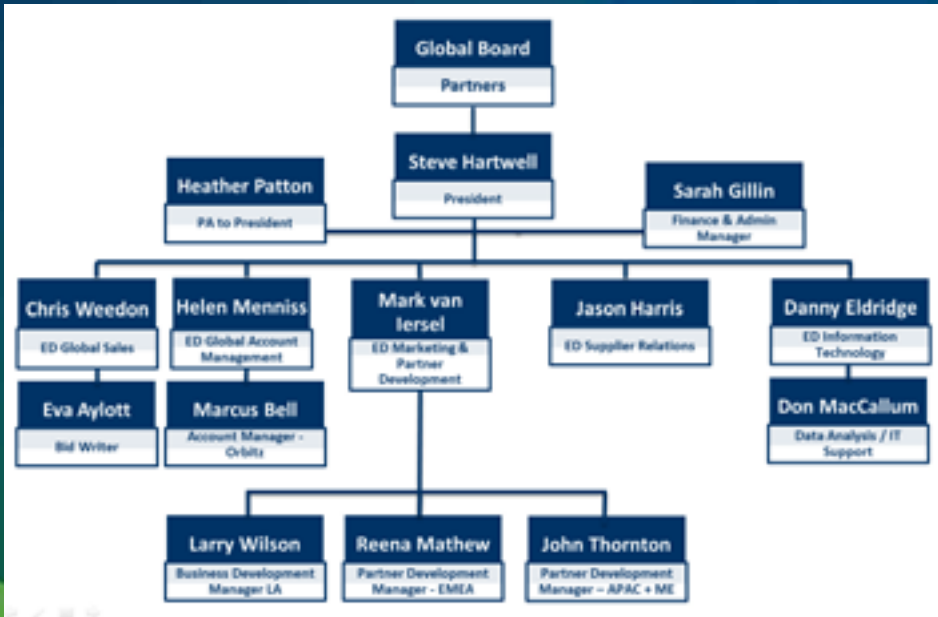 Global Board
Partners
Steve Hartwell
President
Heather Patton
PA to President
Sarah Gillin
Finance & Admin
Manager
Chris Weedon
ED Global Sales
Helen Menniss
ED Global Account
Management
Mark van
Iersel
ED Marketing &
Partner
Development
Jason Harris
ED Supplier Relations
Danny Eldridge
ED Information
Technology
Eva Aylott
Bid Writer
Marcus Bell
Account Manager -
Orbitz
Don MacCallum
Data Analysis / IT
Support
Larry Wilson
Business Development
Manager LA
Reena Mathew
Partner Development
Manager - EMEA
John Thornton
Partner Development
Manager – APAC + ME